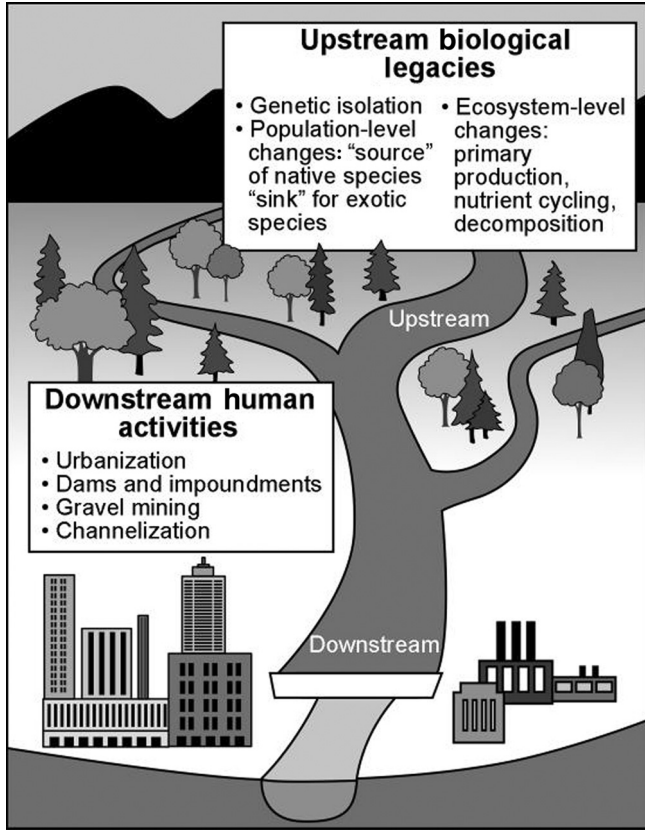 Upstream biological
legacies
• Genetic isolation
• Population-level
changes: “source”
of native species
“sink” for exotic
species
• Ecosystem-level
changes:
primary
production,
nutrient cycling,
decomposition
Upstream
Downstream human
activities
• Urbanization
• Dams and impoundments
• Gravel mining
• Channelization
Downstream